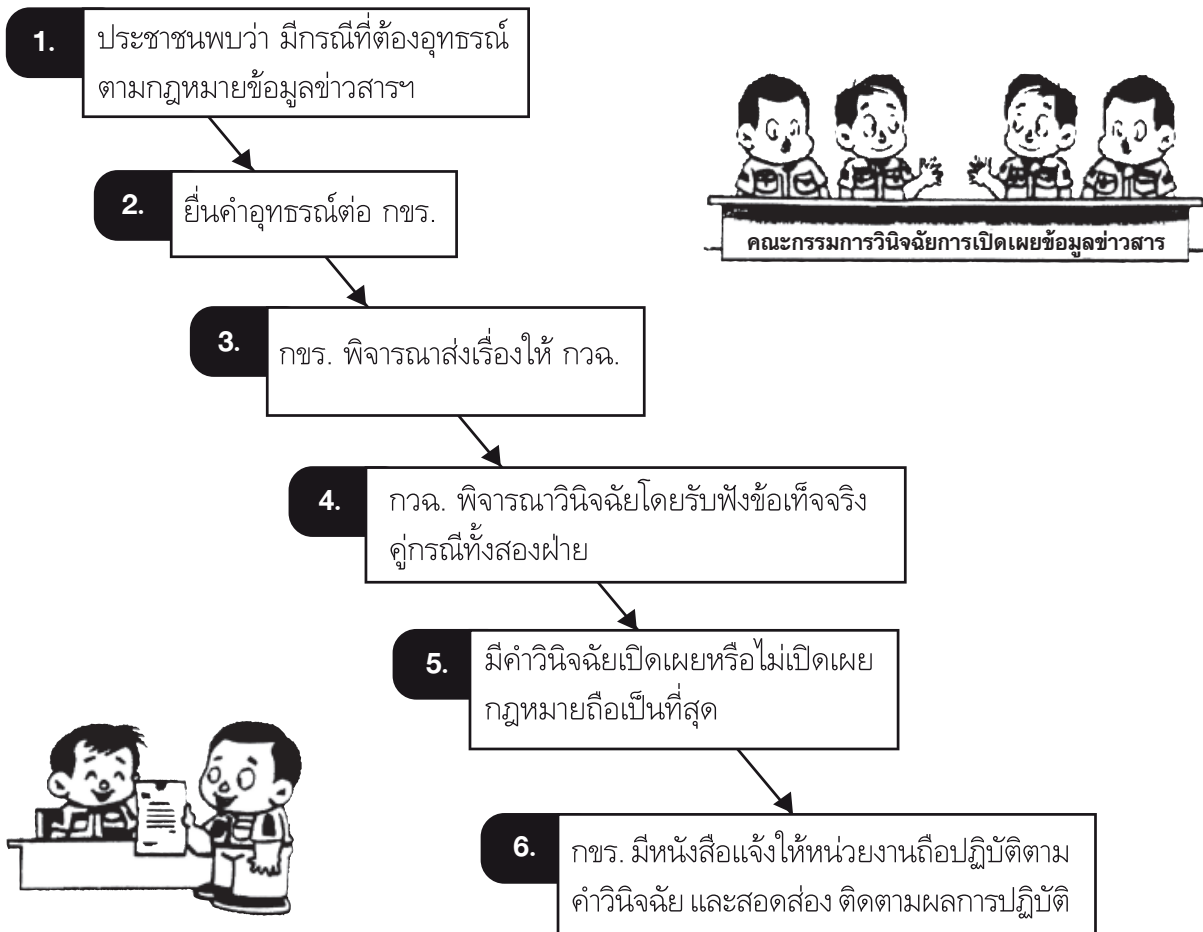 1.
ประชาชนพบว่า มีกรณีที่ต้องอุทธรณ์
ตามกฎหมายข้อมูลข่าวสารฯ
คณะกรรมการวินิจฉัยการเปิดเผยข้อมูลข่าวสาร
2.
ยื่นคำอุทธรณ์ต่อ กขร.
3.
กขร. พิจารณาส่งเรื่องให้ กวฉ.
4.
กวฉ. พิจารณาวินิจฉัยโดยรับฟังข้อเท็จจริง
คู่กรณีทั้งสองฝ่าย
5.
มีคำวินิจฉัยเปิดเผยหรือไม่เปิดเผย
กฎหมายถือเป็นที่สุด
6.
กขร. มีหนังสือแจ้งให้หน่วยงานถือปฏิบัติตาม
คำวินิจฉัย และสอดส่อง ติดตามผลการปฏิบัติ